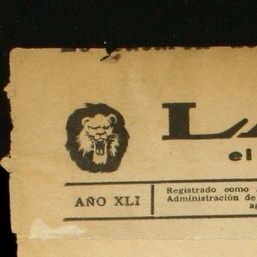 LA
el
AÑO XLI
Registrado como
Administración de